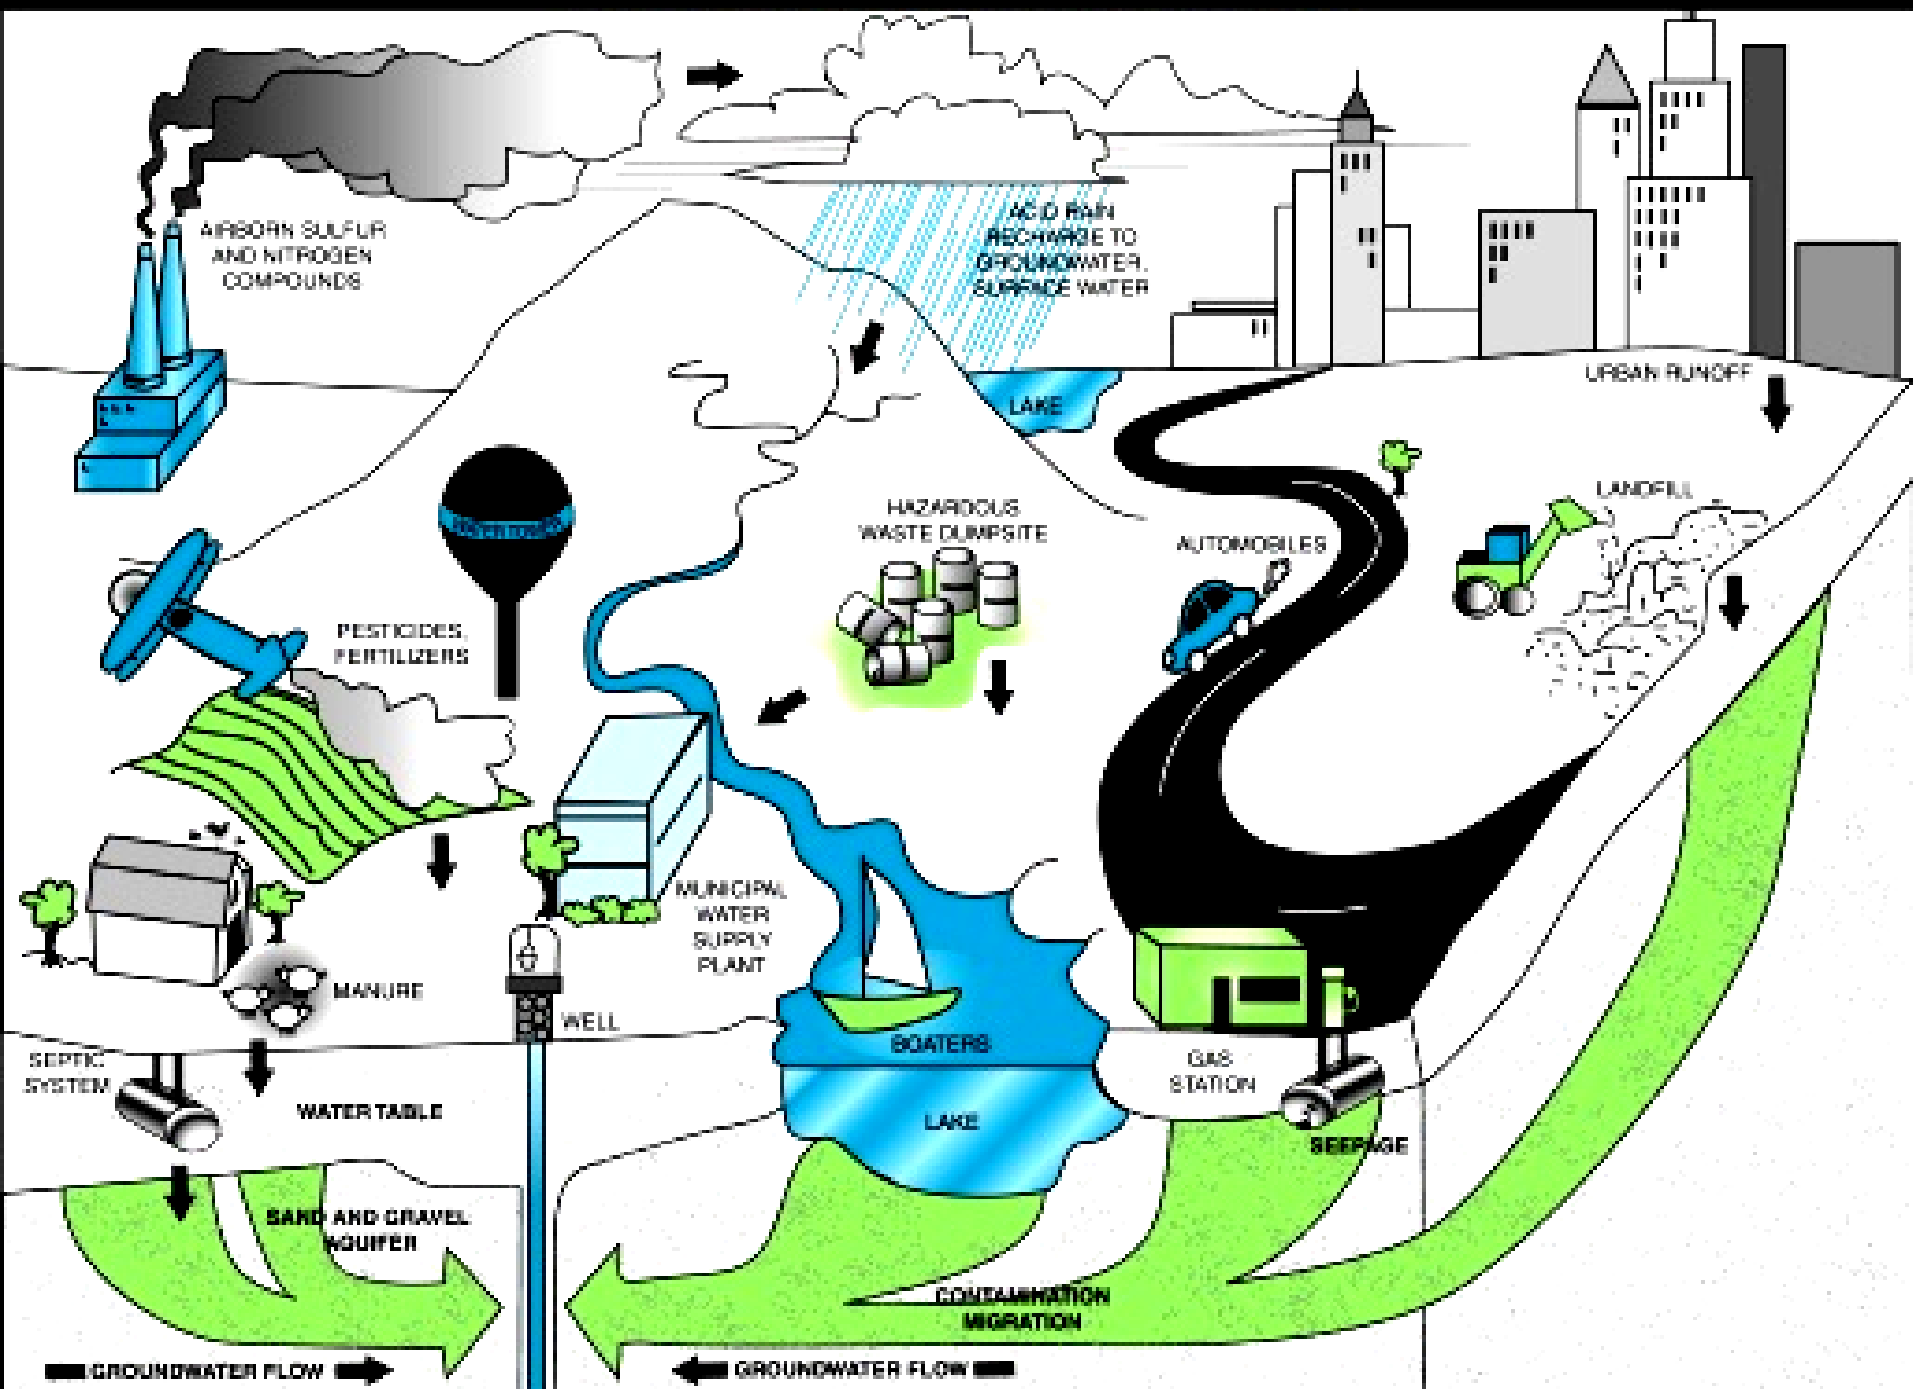 AIRBORN SULFUR
AND NITROGEN
COMPOUNDS
ACID RAIN
RECHARGE TO
GROUNDWATER,
SURFACE WATER
URBAN RUNOFF
LAKE
LANDFILL
HAZARDOUS
WASTE DUMPSITE
WATER TOWER
AUTOMOBILES
PESTICIDES,
FERTILIZERS
MUNICIPAL
WATER
SUPPLY
PLANT
MANURE
WELL
BOATERS
SEPTIC
SYSTEM
GAS
STATION
WATER TABLE
LAKE
SEEPAGE
SAND AND GRAVEL
AQUIFER
CONTAMINATION
MIGRATION
GROUNDWATER FLOW
GROUNDWATER FLOW